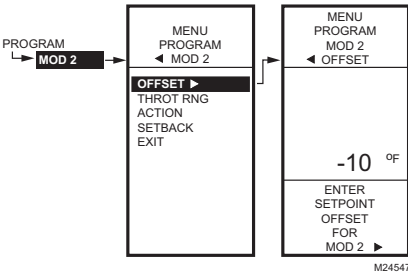 PROGRAM
MOD 2
MENU
PROGRAM
◀ MOD 2
OFFSET ▶
THROT RNG
ACTION
SETBACK
EXIT
MENU
PROGRAM
MOD 2
◀ OFFSET
-10 °F
ENTER
SETPOINT
OFFSET
FOR
MOD 2 ▶
M24547